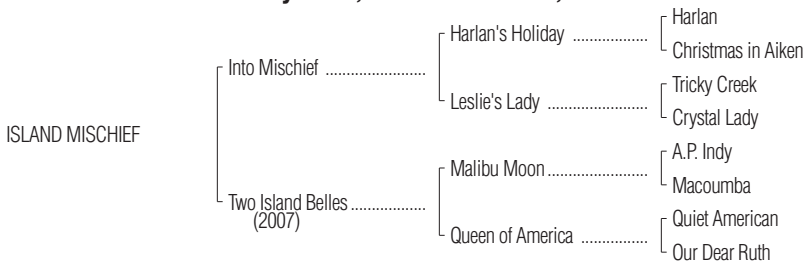 Harlan
Harlan's Holiday ..................
Christmas in Aiken
Into Mischief ........................
Tricky Creek
Leslie's Lady ........................
Crystal Lady
ISLAND MISCHIEF
A.P. Indy
Malibu Moon ........................
Macoumba
Two Island Belles ..................
(2007)
Quiet American
Queen of America ................
Our Dear Ruth